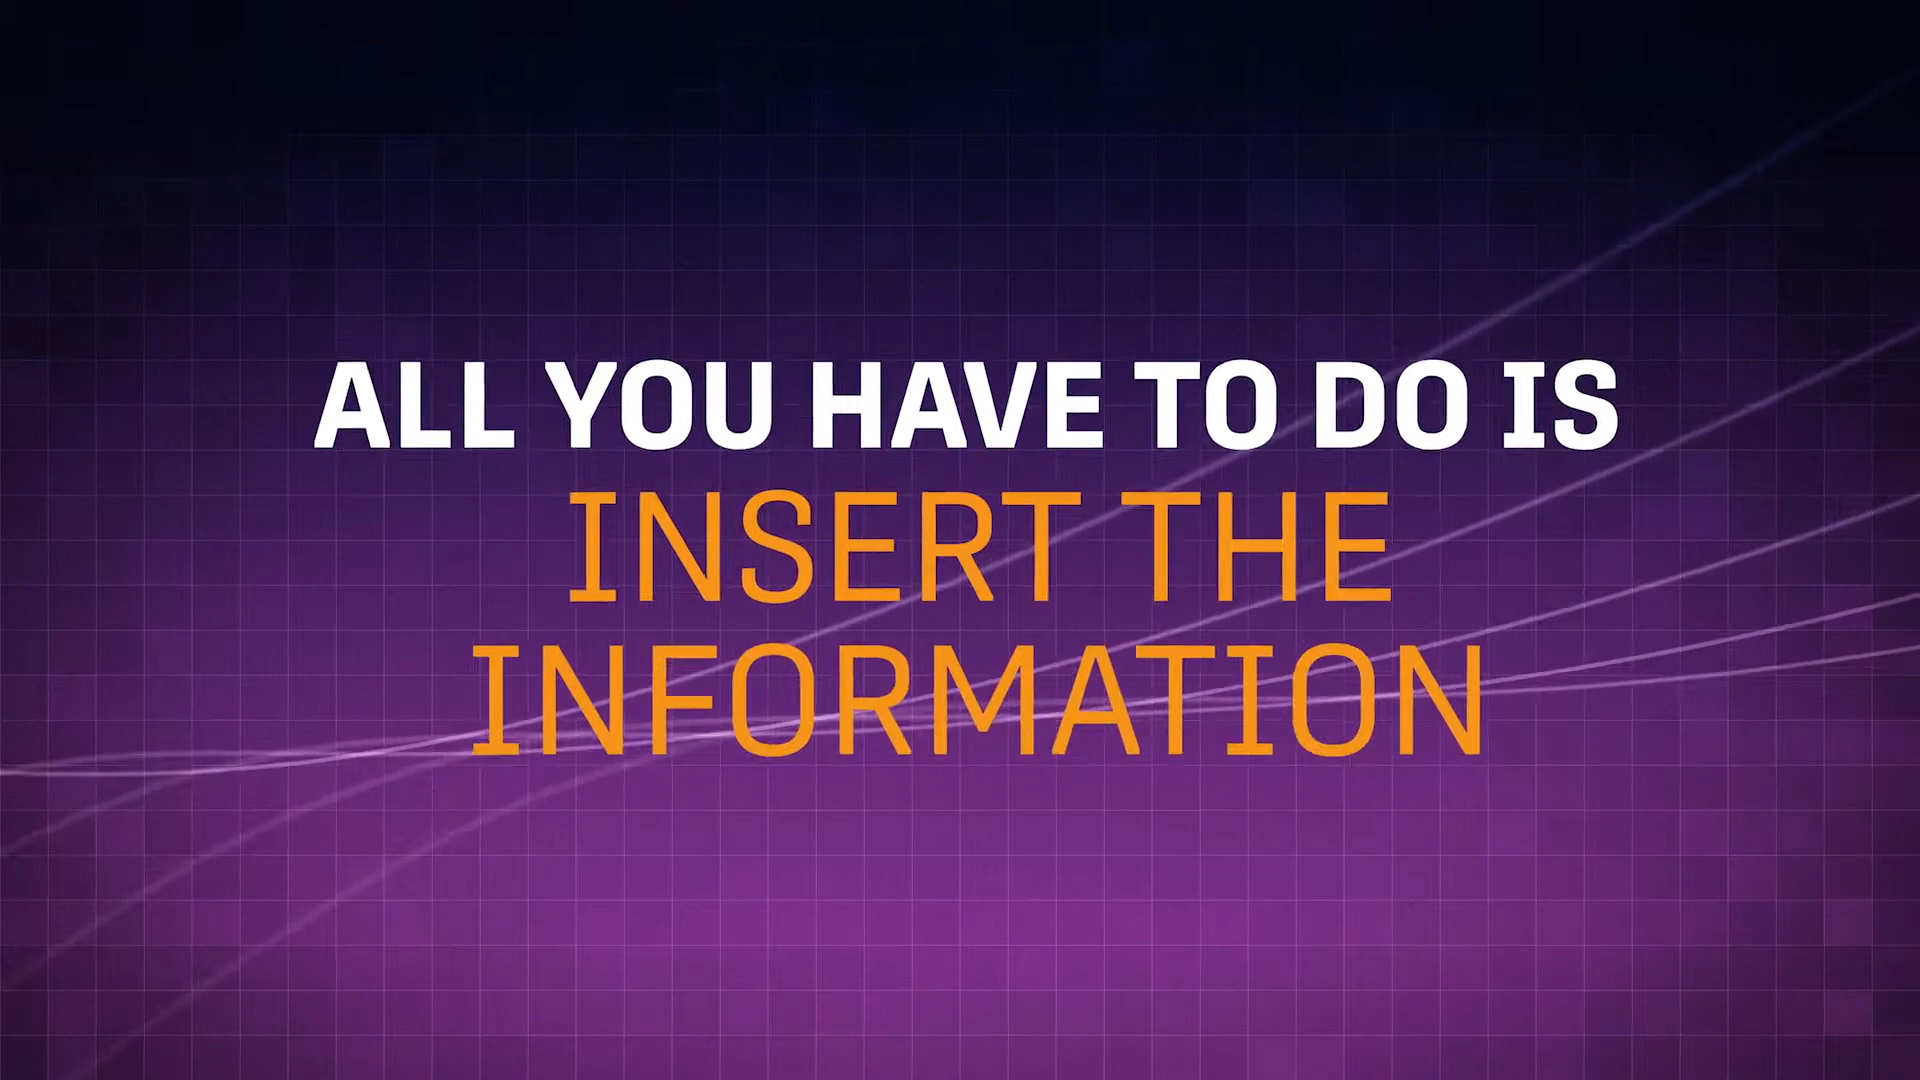 ALL YOU HAVE TO DO IS
INSERT THE
INFORMATION